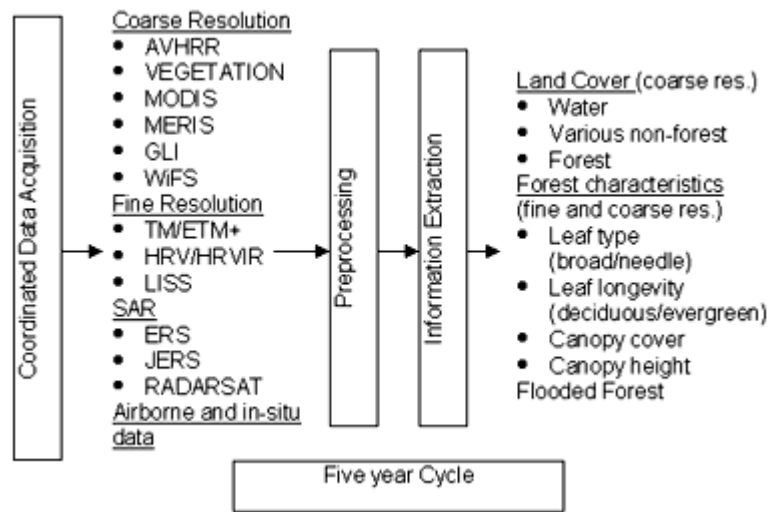 Coordinated Data Acquisition
Coarse Resolution
• AVHRR
• VEGETATION
• MODIS
• MERIS
• GLI
• WiFS
Fine Resolution
• TM/ETM+
• HRV/HRVIR
• LISS
SAR
• ERS
• JERS
• RADARSAT
Airborne and in-situ
data
Preprocessing
Information Extraction
Land Cover (coarse res.)
• Water
• Various non-forest
• Forest
Forest characteristics
(fine and coarse res.)
• Leaf type
(broad/needle)
• Leaf longevity
(deciduous/evergreen)
• Canopy cover
• Canopy height
Flooded Forest
Five year Cycle